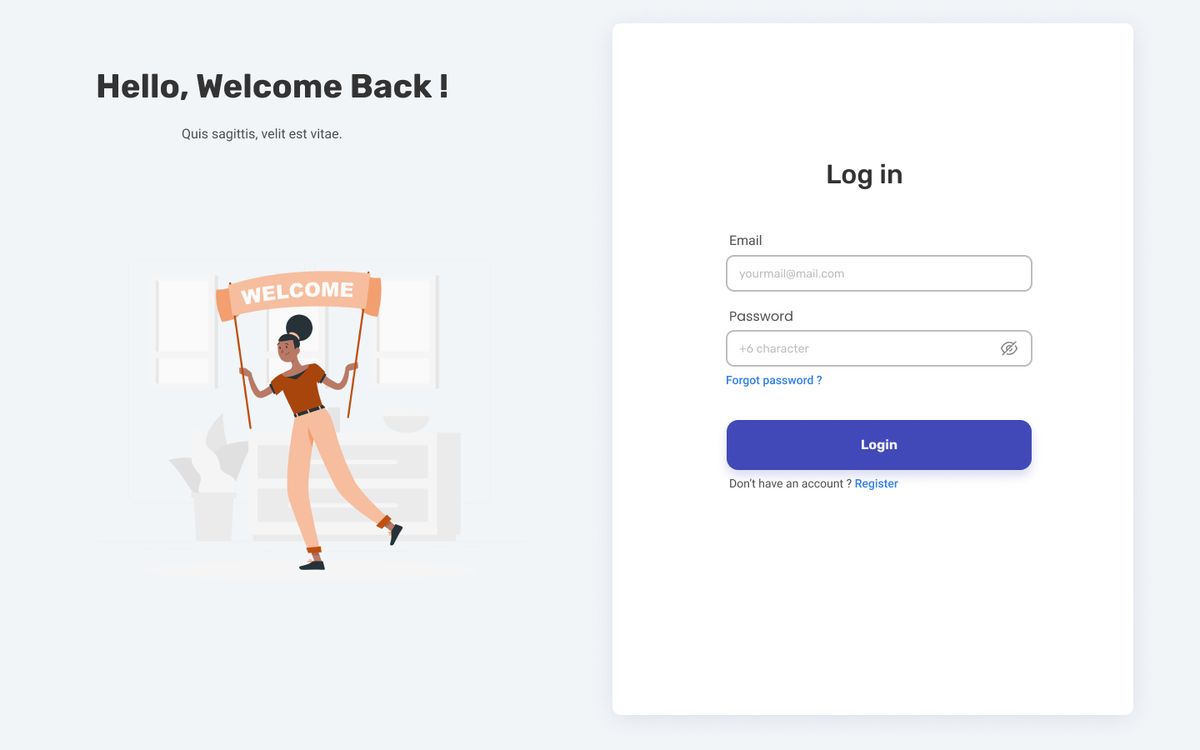 Hello, Welcome Back !
Quis sagittis, velit est vitae.
WELCOME
Log in
Email
yourmail@mail.com
Password
+6 character
Forgot password ?
Login
Don't have an account ? Register